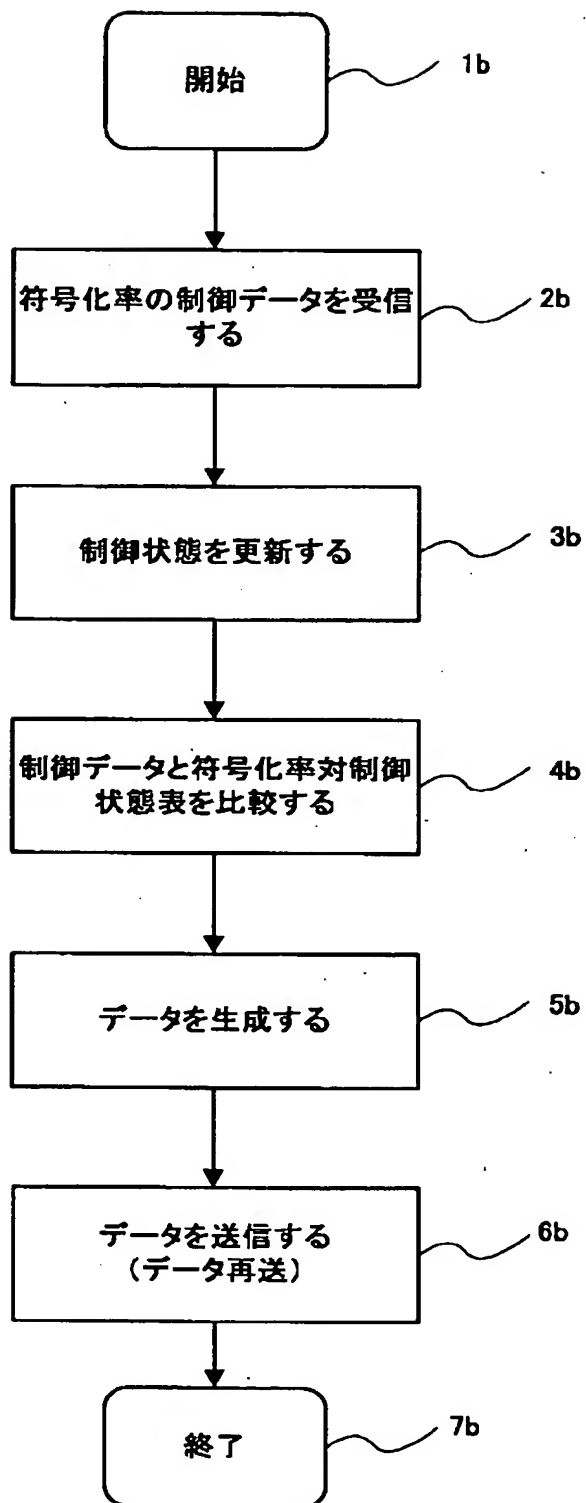 開始
1b
符号化率の制御データを受信
する
2b
制御状態を更新する
3b
制御データと符号化率対制御
状態表を比較する
4b
データを生成する
5b
データを送信する
（データ再送）
6b
終了
7b